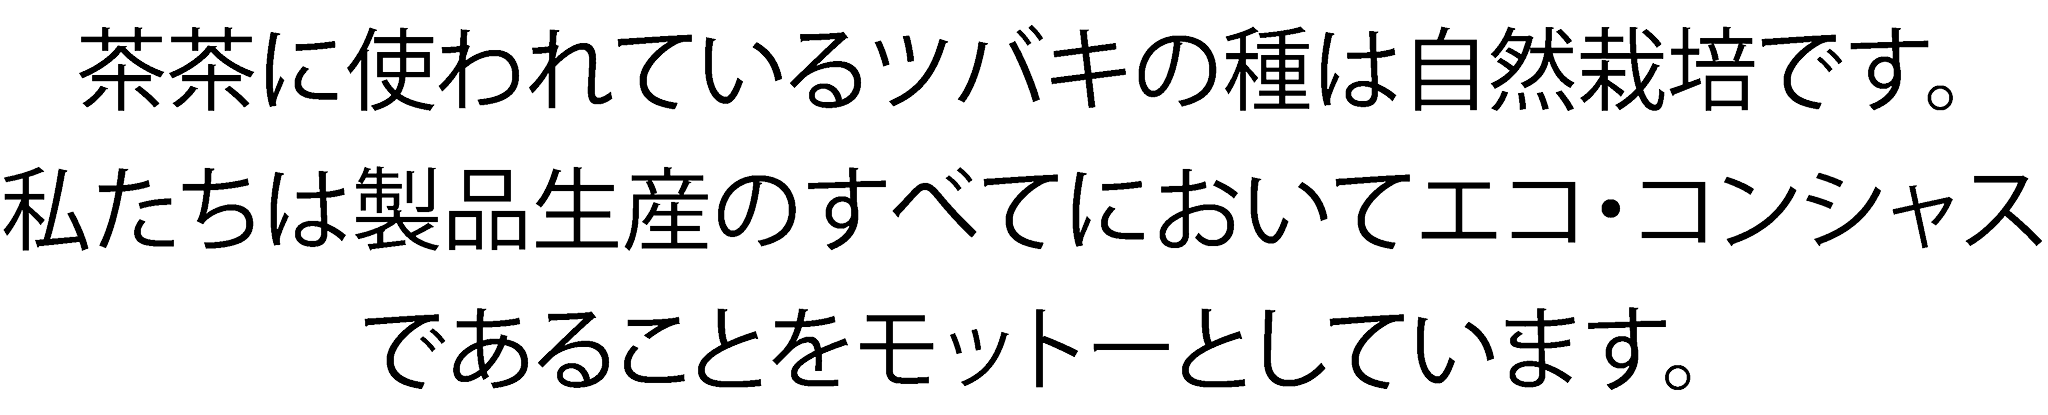 茶茶に使われているツバキの種は自然栽培です。
私たちは製品生産のすべてにおいてエコ・コンシャス
であることをモットーとしています。